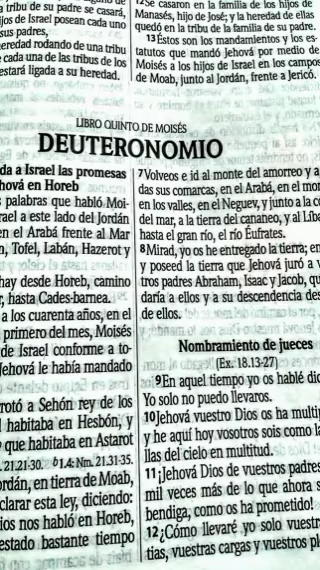 tribu de su padre se casará,
hijos de Israel posean cada uno
sus padres,
heredad rodando de una tribu
cada una de las tribus de los
estará ligada a su heredad.
12 Se casaron en la familia de los hijos de
Manasés, hijo de José; y la heredad de ellas
quedó en la tribu de la familia de su padre.
13 Éstos son los mandamientos y los es-
tatutos que mandó Jehová por medio de
Moisés a los hijos de Israel en los campos
de Moab, junto al Jordán, frente a Jericó.
LIBRO QUINTO DE MOISÉS
DEUTERONOMIO
da a Israel las promesas
hová en Horeb
palabras que habló Moi-
rael a este lado del Jordán
en el Arabá frente al Mar
, Tofel, Labán, Hazerot y
hay desde Horeb, camino
r, hasta Cades-barnea.
a los cuarenta años, en el
primero del mes, Moisés
de Israel conforme a to-
Jehová le había mandado
rotó a Sehón rey de los
habitaba en Hesbón, y
que habitaba en Astarot
21.21-30. b 1.4: Nm. 21.31-35.
ordán, en tierra de Moab,
clarar esta ley, diciendo:
ios nos habló en Horeb,
estado bastante tiempo
7 Volveos e id al monte del amorreo y a
das sus comarcas, en el Arabá, en el mon
en los valles, en el Neguev, y junto a la co
del mar, a la tierra del cananeo, y al Líba
hasta el gran río, el río Éufrates.
8 Mirad, yo os he entregado la tierra; en
y poseed la tierra que Jehová juró a v
tros padres Abraham, Isaac y Jacob, qu
daría a ellos y a su descendencia des
de ellos.
Nombramiento de jueces
(Ex. 18.13-27)
9 En aquel tiempo yo os hablé dic
Yo solo no puedo llevaros.
10 Jehová vuestro Dios os ha multip
y he aquí hoy vosotros sois como la
llas del cielo en multitud.
11 ¡Jehová Dios de vuestros padres
mil veces más de lo que ahora s
bendiga, como os ha prometido!
12 ¿Cómo llevaré yo solo vuestra
tias, vuestras cargas y vuestros pl